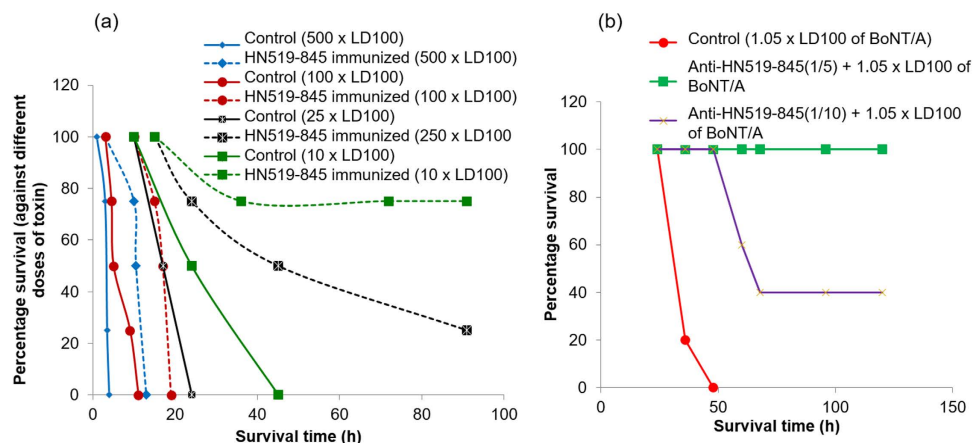 (a)
Control (500 x LD100)
HN519-845 immunized (500 x LD100)
Control (100 x LD100)
HN519-845 immunized (100 x LD100)
Control (25 x LD100)
HN519-845 immunized (250 x LD100
Control (10 x LD100)
HN519-845 immunized (10 x LD100)
Percentage survival (against different
doses of toxin)
120
100
80
60
40
20
0
0
20
40
60
80
100
Survival time (h)
(b)
Control (1.05 x LD100 of BoNT/A)
Anti-HN519-845(1/5) + 1.05 x LD100 of
BoNT/A
Anti-HN519-845(1/10) + 1.05 x LD100
of BoNT/A
Percentage survival
120
100
80
60
40
20
0
0
50
100
150
Survival time (h)